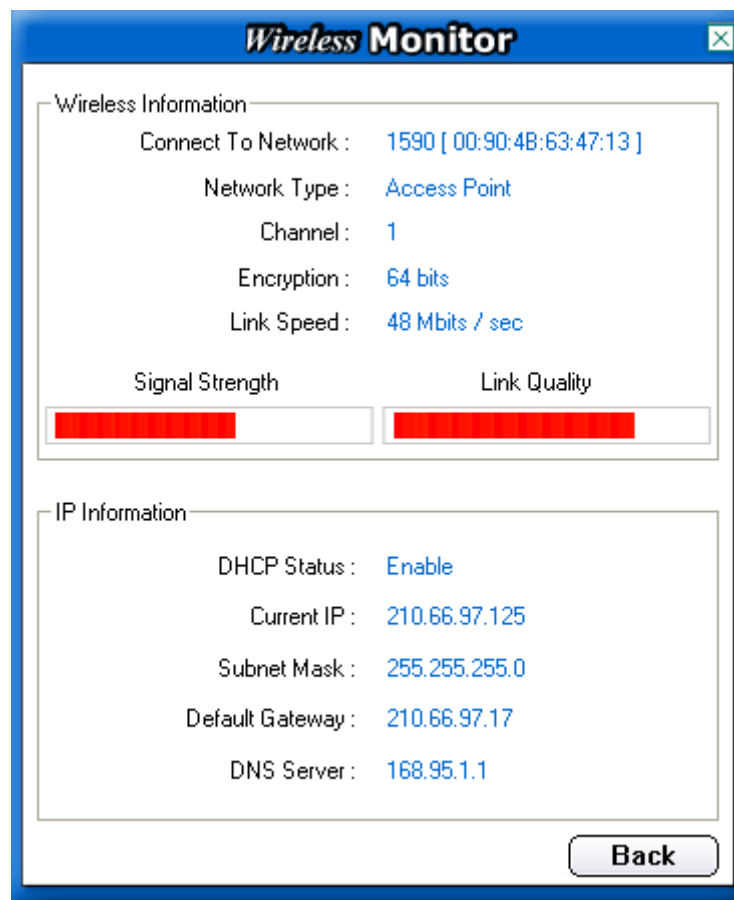 Wireless Monitor
Wireless Information
Connect To Network : 1590 [ 00:90:4B:63:47:13 ]
Network Type : Access Point
Channel : 1
Encryption : 64 bits
Link Speed : 48 Mbits / sec
Signal Strength Link Quality
IP Information
DHCP Status : Enable
Current IP : 210.66.97.125
Subnet Mask : 255.255.255.0
Default Gateway : 210.66.97.17
DNS Server : 168.95.1.1
Back